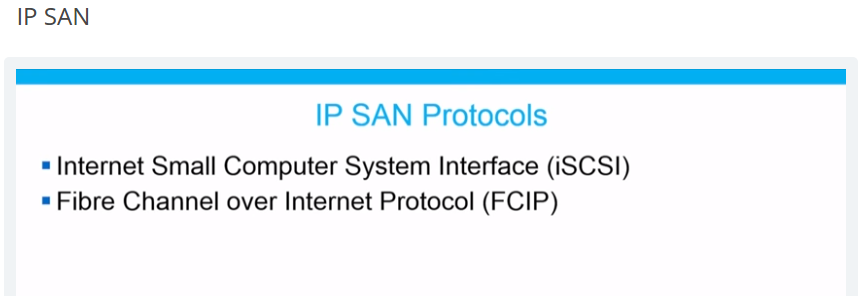 IP SAN
IP SAN Protocols
▪ Internet Small Computer System Interface (iSCSI)
▪ Fibre Channel over Internet Protocol (FCIP)